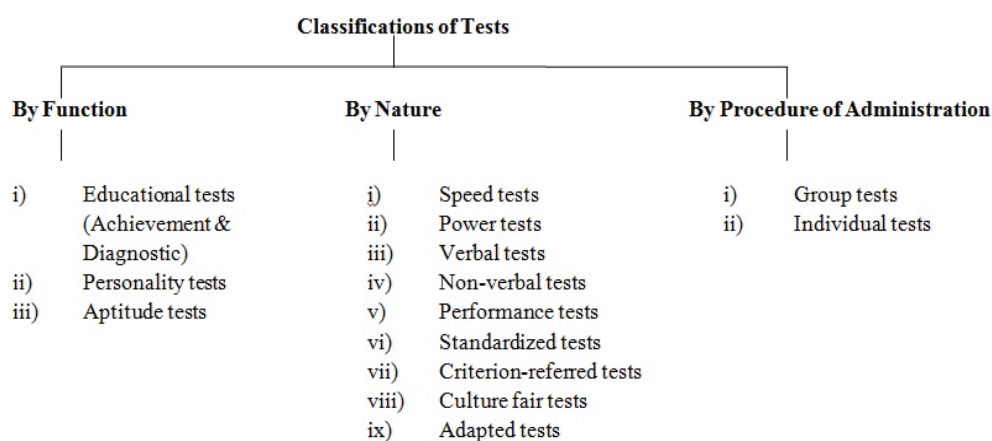 Classifications of Tests
By Function
By Nature
By Procedure of Administration
i) Educational tests
(Achievement &
Diagnostic)
ii) Personality tests
iii) Aptitude tests
i) Speed tests
ii) Power tests
iii) Verbal tests
iv) Non-verbal tests
v) Performance tests
vi) Standardized tests
vii) Criterion-referred tests
viii) Culture fair tests
ix) Adapted tests
i) Group tests
ii) Individual tests